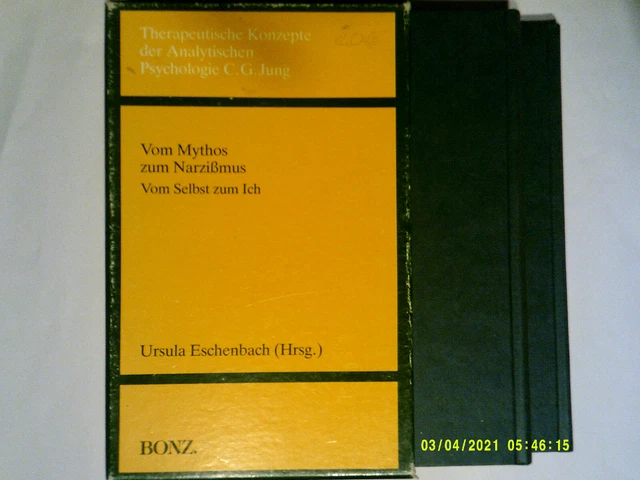 Therapeutische Konzepte
der Analytischen
Psychologie C. G. Jung
Vom Mythos
zum Narzißmus
Vom Selbst zum Ich
Ursula Eschenbach (Hrsg.)
BONZ.
03/04/2021 05:46:15